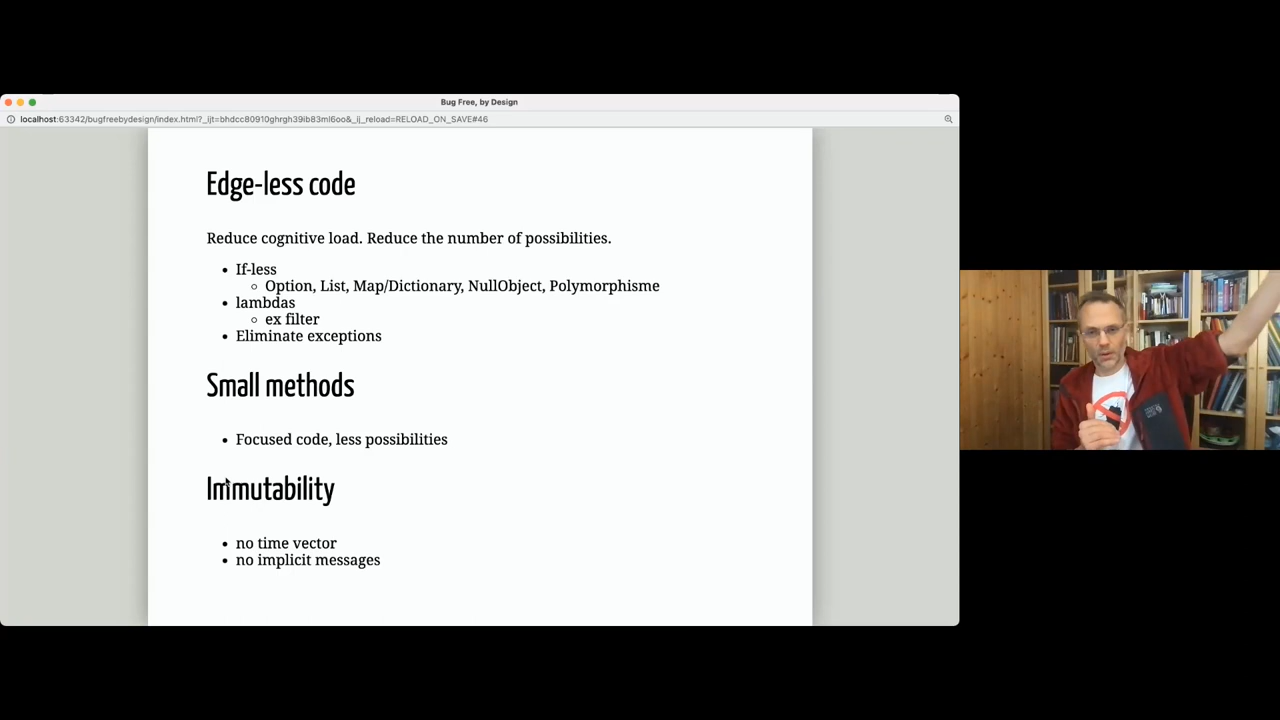 Bug Free, by Design
localhost:63342/bugfreebydesign/index.html?_ijt=bhdcc80910ghrgh39ib83ml6oo&_ij_reload=RELOAD_ON_SAVE#46
Edge-less code
Reduce cognitive load. Reduce the number of possibilities.
If-less
Option, List, Map/Dictionary, NullObject, Polymorphisme
lambdas
ex filter
Eliminate exceptions
Small methods
Focused code, less possibilities
Immutability
no time vector
no implicit messages